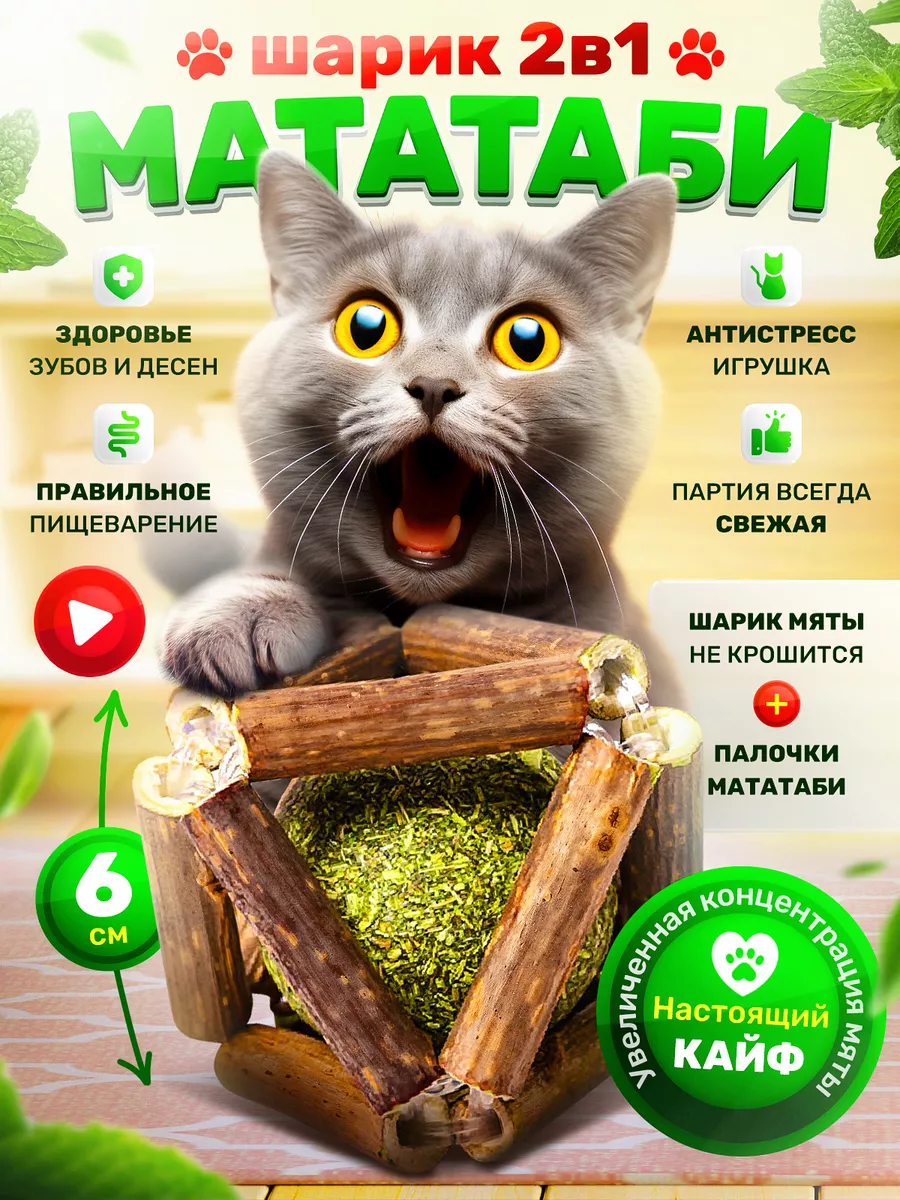 шарик 2в1
МАТАТАБИ
ЗДОРОВЬЕ
ЗУБОВ И ДЕСЕН
АНТИСТРЕСС
ИГРУШКА
ПРАВИЛЬНОЕ
ПИЩЕВАРЕНИЕ
ПАРТИЯ ВСЕГДА
СВЕЖАЯ
ШАРИК МЯТЫ
НЕ КРОШИТСЯ
+
ПАЛОЧКИ
МАТАТАБИ
6
см
Увеличенная концентрация мяты
Настоящий
КАЙФ